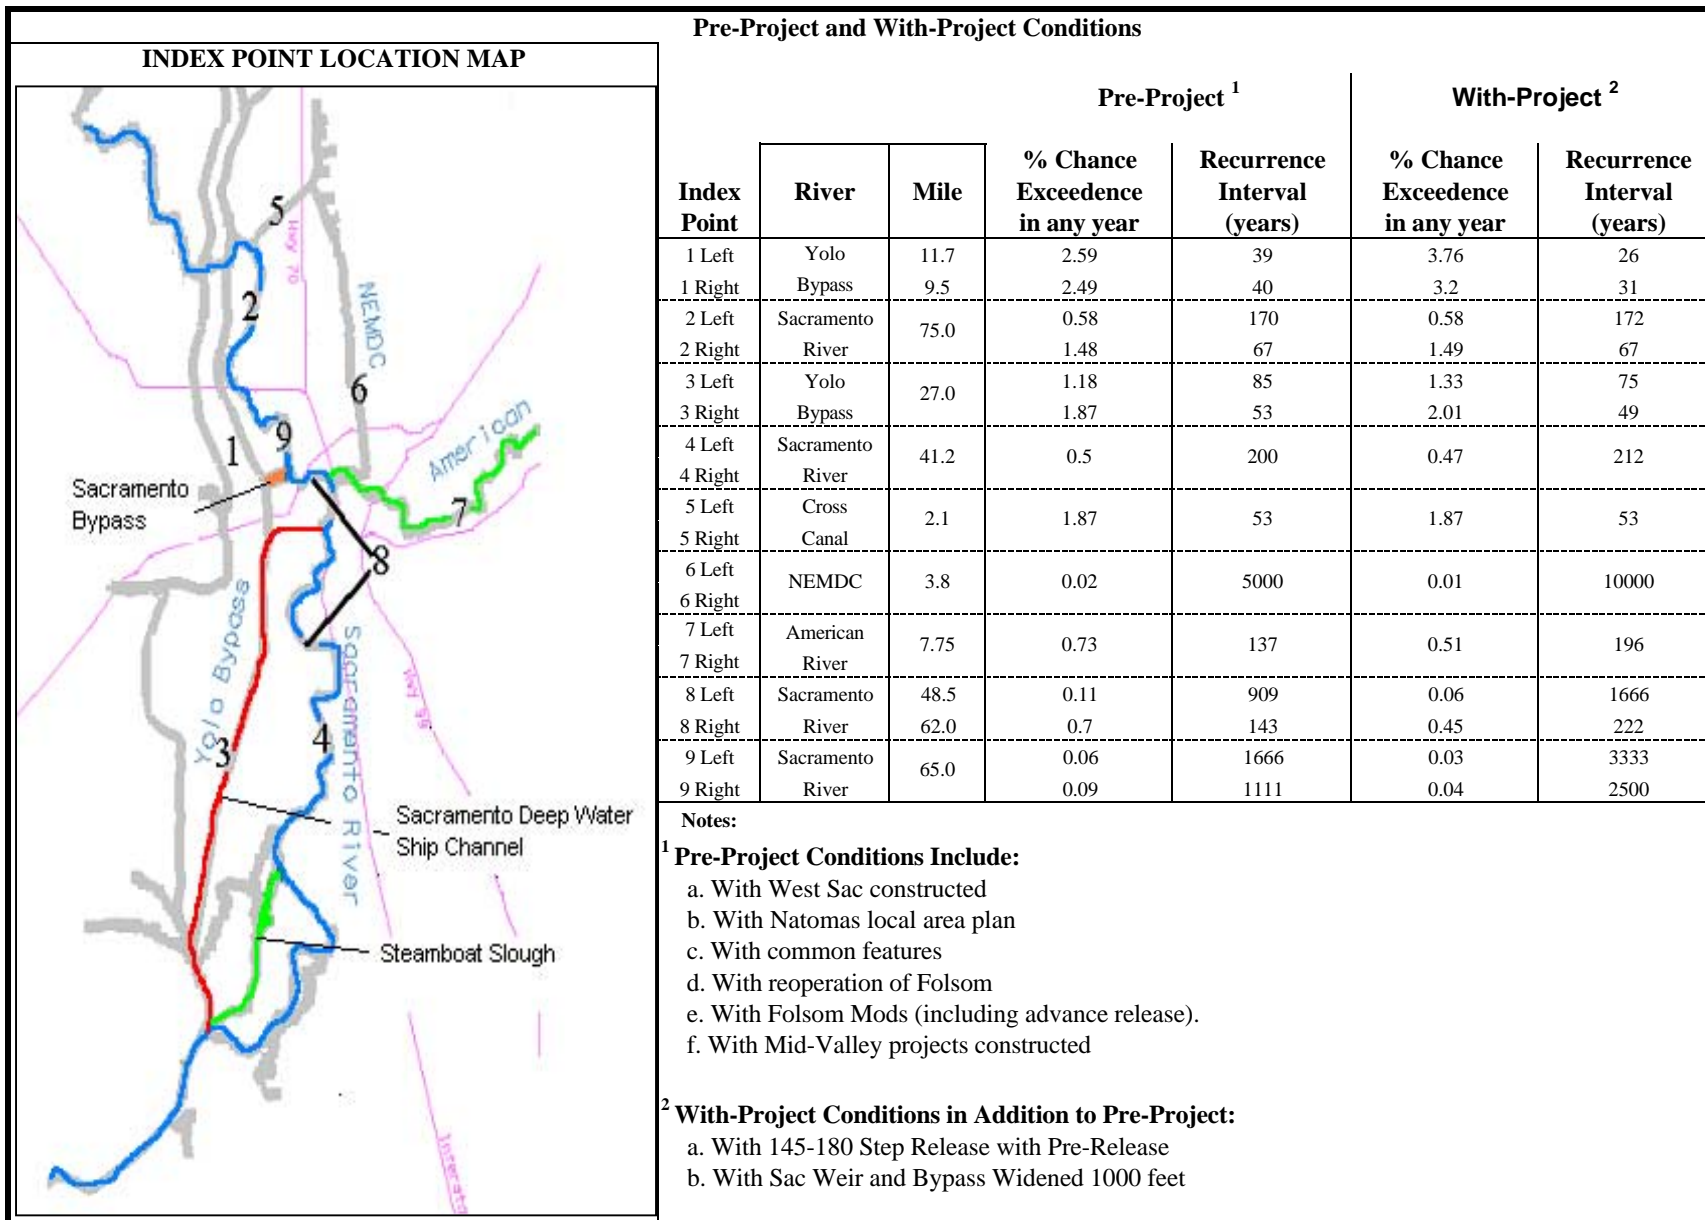 Pre-Project and With-Project Conditions
INDEX POINT LOCATION MAP
5
Hwy 70
2
NEMDC
6
9
1
American
Sacramento
Bypass
7
8
Yolo Bypass
Sacramento River
Hwy 99
3
4
Sacramento Deep Water
Ship Channel
Steamboat Slough
Intersta
Pre-Project 1 With-Project 2
Index Point River Mile % Chance Exceedence in any year Recurrence Interval (years) % Chance Exceedence in any year Recurrence Interval (years)
1 Left Yolo 11.7 2.59 39 3.76 26
1 Right Bypass 9.5 2.49 40 3.2 31
2 Left Sacramento 75.0 0.58 170 0.58 172
2 Right River 1.48 67 1.49 67
3 Left Yolo 27.0 1.18 85 1.33 75
3 Right Bypass 1.87 53 2.01 49
4 Left Sacramento 41.2 0.5 200 0.47 212
4 Right River
5 Left Cross 2.1 1.87 53 1.87 53
5 Right Canal
6 Left NEMDC 3.8 0.02 5000 0.01 10000
6 Right
7 Left American 7.75 0.73 137 0.51 196
7 Right River
8 Left Sacramento 48.5 0.11 909 0.06 1666
8 Right River 62.0 0.7 143 0.45 222
9 Left Sacramento 65.0 0.06 1666 0.03 3333
9 Right River 0.09 1111 0.04 2500
Notes:
1 Pre-Project Conditions Include:
a. With West Sac constructed
b. With Natomas local area plan
c. With common features
d. With reoperation of Folsom
e. With Folsom Mods (including advance release).
f. With Mid-Valley projects constructed
2 With-Project Conditions in Addition to Pre-Project:
a. With 145-180 Step Release with Pre-Release
b. With Sac Weir and Bypass Widened 1000 feet